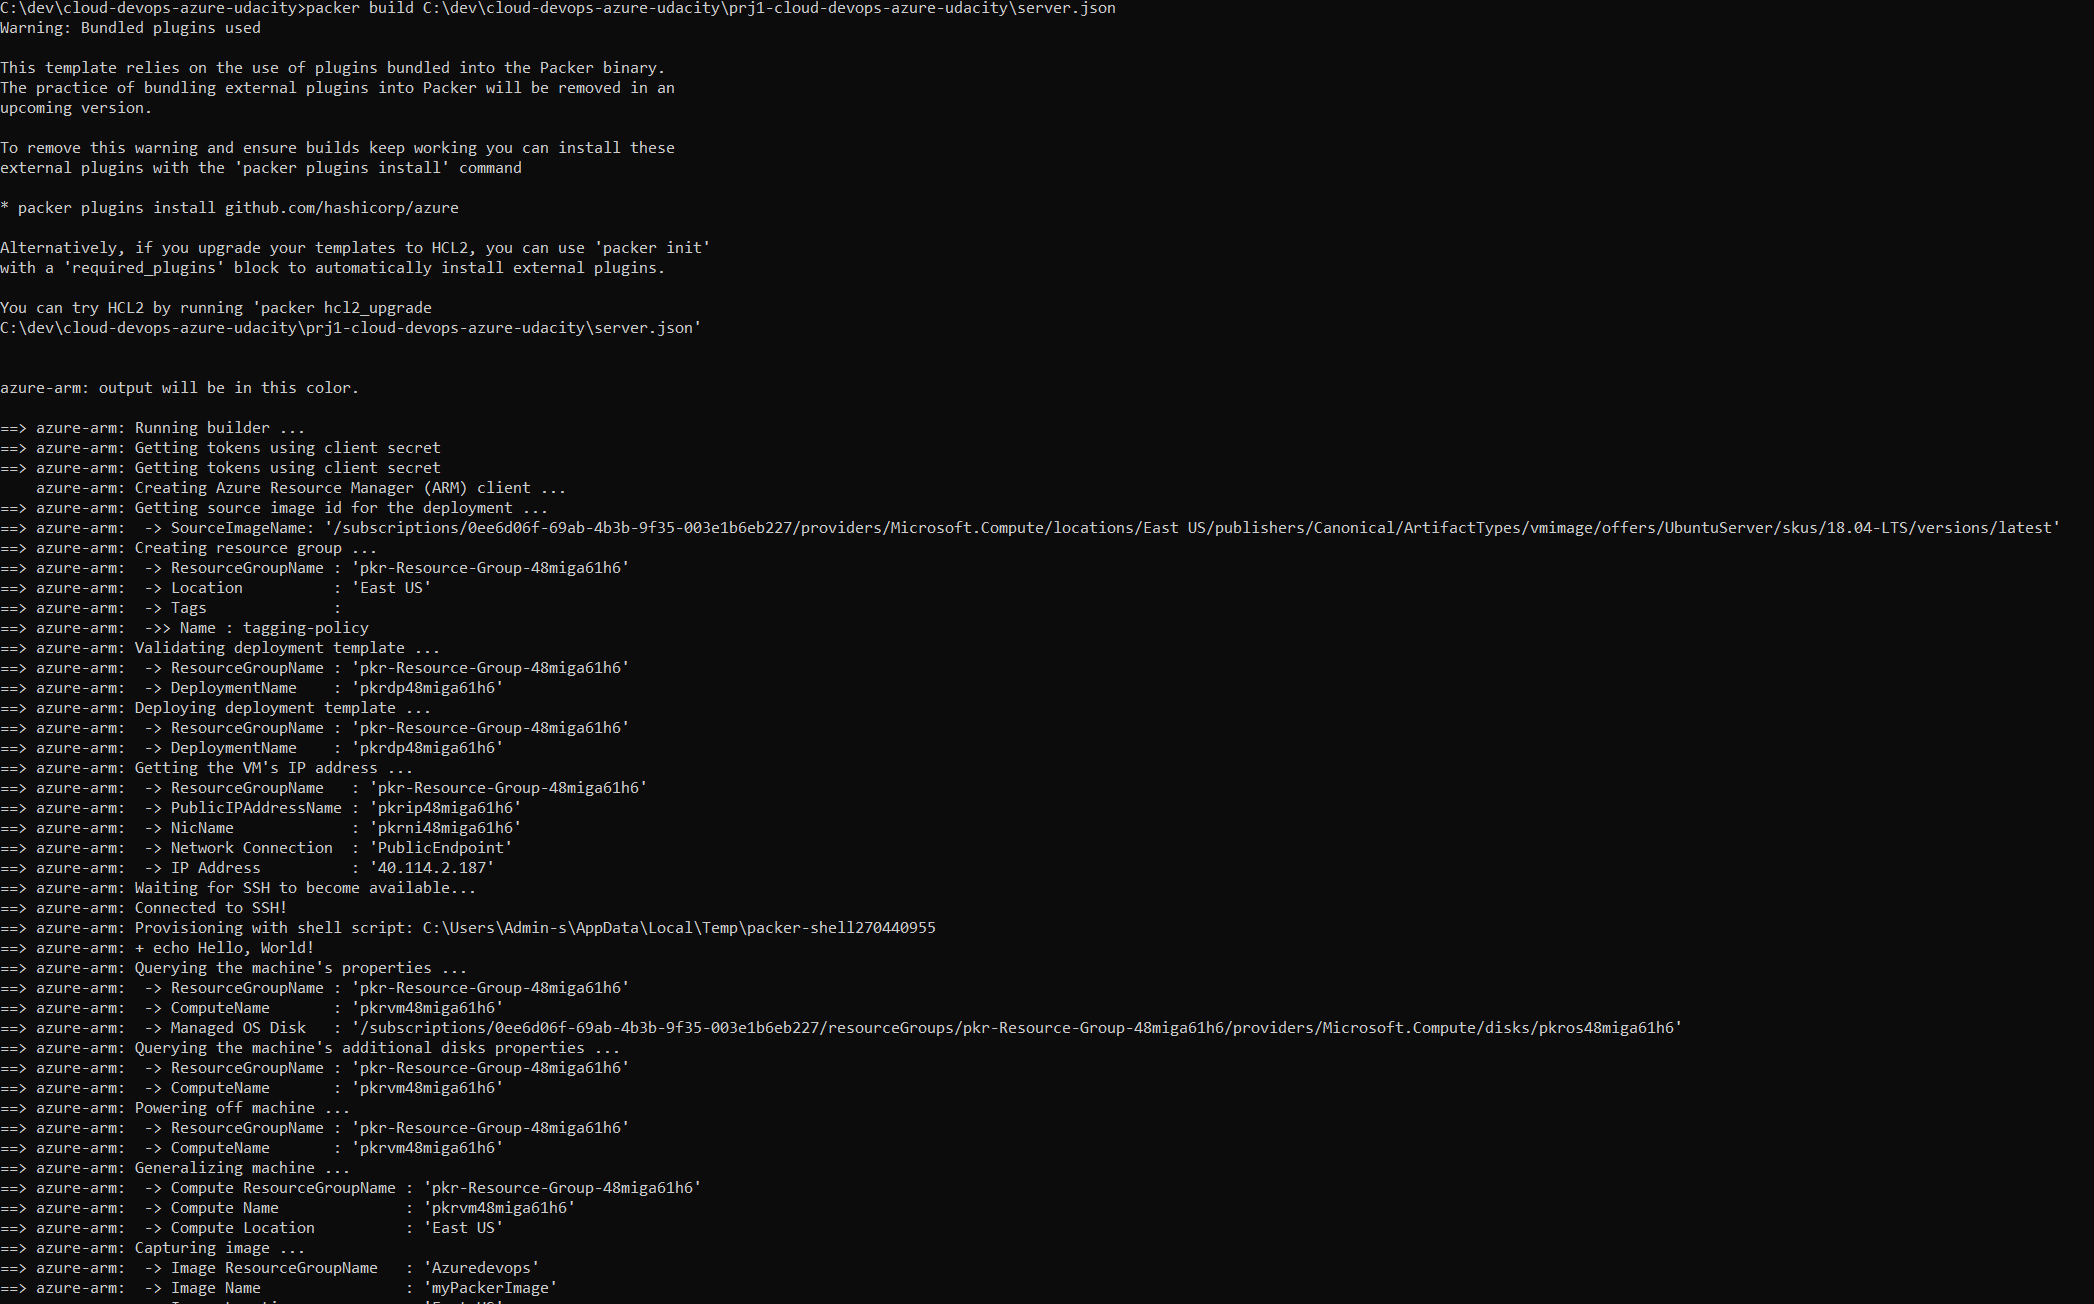 C:\dev\cloud-devops-azure-udacity>packer build C:\dev\cloud-devops-azure-udacity\prj1-cloud-devops-azure-udacity\server.json
Warning: Bundled plugins used
This template relies on the use of plugins bundled into the Packer binary.
The practice of bundling external plugins into Packer will be removed in an
upcoming version.
To remove this warning and ensure builds keep working you can install these
external plugins with the 'packer plugins install' command
* packer plugins install github.com/hashicorp/azure
Alternatively, if you upgrade your templates to HCL2, you can use 'packer init'
with a 'required_plugins' block to automatically install external plugins.
You can try HCL2 by running 'packer hcl2_upgrade
C:\dev\cloud-devops-azure-udacity\prj1-cloud-devops-azure-udacity\server.json'
azure-arm: output will be in this color.
==> azure-arm: Running builder ...
==> azure-arm: Getting tokens using client secret
==> azure-arm: Getting tokens using client secret
    azure-arm: Creating Azure Resource Manager (ARM) client ...
==> azure-arm: Getting source image id for the deployment ...
==> azure-arm:  -> SourceImageName: '/subscriptions/0ee6d06f-69ab-4b3b-9f35-003e1b6eb227/providers/Microsoft.Compute/locations/East US/publishers/Canonical/ArtifactTypes/vmimage/offers/UbuntuServer/skus/18.04-LTS/versions/latest'
==> azure-arm: Creating resource group ...
==> azure-arm:  -> ResourceGroupName : 'pkr-Resource-Group-48miga61h6'
==> azure-arm:  -> Location          : 'East US'
==> azure-arm:  -> Tags              :
==> azure-arm:  ->> Name : tagging-policy
==> azure-arm: Validating deployment template ...
==> azure-arm:  -> ResourceGroupName : 'pkr-Resource-Group-48miga61h6'
==> azure-arm:  -> DeploymentName    : 'pkrdp48miga61h6'
==> azure-arm: Deploying deployment template ...
==> azure-arm:  -> ResourceGroupName : 'pkr-Resource-Group-48miga61h6'
==> azure-arm:  -> DeploymentName    : 'pkrdp48miga61h6'
==> azure-arm: Getting the VM's IP address ...
==> azure-arm:  -> ResourceGroupName   : 'pkr-Resource-Group-48miga61h6'
==> azure-arm:  -> PublicIPAddressName : 'pkrip48miga61h6'
==> azure-arm:  -> NicName             : 'pkrni48miga61h6'
==> azure-arm:  -> Network Connection  : 'PublicEndpoint'
==> azure-arm:  -> IP Address          : '40.114.2.187'
==> azure-arm: Waiting for SSH to become available...
==> azure-arm: Connected to SSH!
==> azure-arm: Provisioning with shell script: C:\Users\Admin-s\AppData\Local\Temp\packer-shell270440955
==> azure-arm: + echo Hello, World!
==> azure-arm: Querying the machine's properties ...
==> azure-arm:  -> ResourceGroupName : 'pkr-Resource-Group-48miga61h6'
==> azure-arm:  -> ComputeName       : 'pkrvm48miga61h6'
==> azure-arm:  -> Managed OS Disk   : '/subscriptions/0ee6d06f-69ab-4b3b-9f35-003e1b6eb227/resourceGroups/pkr-Resource-Group-48miga61h6/providers/Microsoft.Compute/disks/pkros48miga61h6'
==> azure-arm: Querying the machine's additional disks properties ...
==> azure-arm:  -> ResourceGroupName : 'pkr-Resource-Group-48miga61h6'
==> azure-arm:  -> ComputeName       : 'pkrvm48miga61h6'
==> azure-arm: Powering off machine ...
==> azure-arm:  -> ResourceGroupName : 'pkr-Resource-Group-48miga61h6'
==> azure-arm:  -> ComputeName       : 'pkrvm48miga61h6'
==> azure-arm: Generalizing machine ...
==> azure-arm:  -> Compute ResourceGroupName : 'pkr-Resource-Group-48miga61h6'
==> azure-arm:  -> Compute Name              : 'pkrvm48miga61h6'
==> azure-arm:  -> Compute Location          : 'East US'
==> azure-arm: Capturing image ...
==> azure-arm:  -> Image ResourceGroupName   : 'Azuredevops'
==> azure-arm:  -> Image Name                : 'myPackerImage'